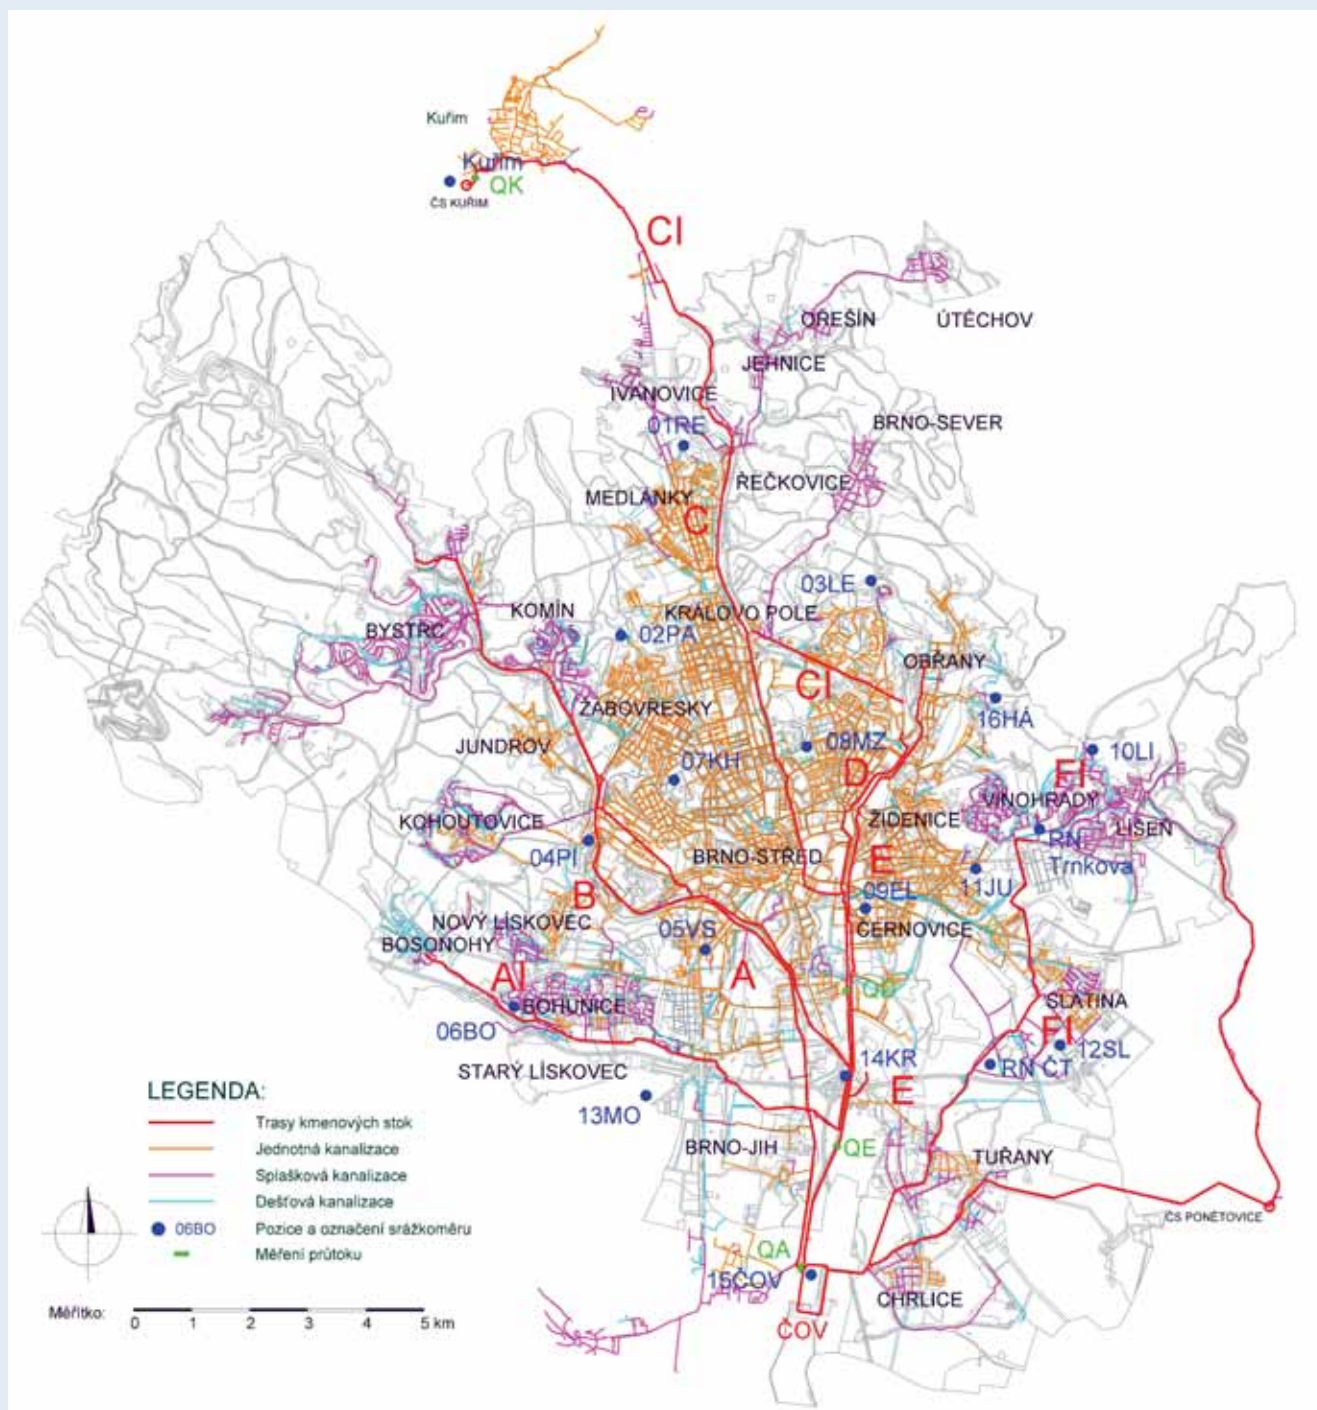 Kuřim
Kuřim
QK
ČS KUŘIM
CI
OŘEŠÍN
ÚTĚCHOV
JEHNICE
IVANOVICE
BRNO-SEVER
01RE
ŘEČKOVICE
MEDLÁNKY
C
03LE
KOMÍN
KRÁLOVO POLE
BYSTRC
02PA
OBŘANY
CI
ŽABOVŘESKY
16HÁ
JUNDROV
08MZ
10LI
07KH
D
FI
VINOHRADY
KOHOUTOVICE
ŽIDENICE
LÍŠEŇ
RN
Trnkova
04PI
BRNO-STŘED
E
11JU
B
09EL
NOVÝ LÍSKOVEC
ČERNOVICE
BOSONOHY
05VS
AI
A
BOHUNICE
SLATINA
06BO
FI
12SL
RN ČT
14KR
STARÝ LÍSKOVEC
E
13MO
BRNO-JIH
QE
TUŘANY
ČS PONĚTOVICE
QA
15ČOV
CHRLICE
ČOV
LEGENDA:
Trasy kmenových stok
Jednotná kanalizace
Splašková kanalizace
Dešťová kanalizace
06BO Pozice a označení srážkoměru
Měření průtoku
Měřítko: 0 1 2 3 4 5 km